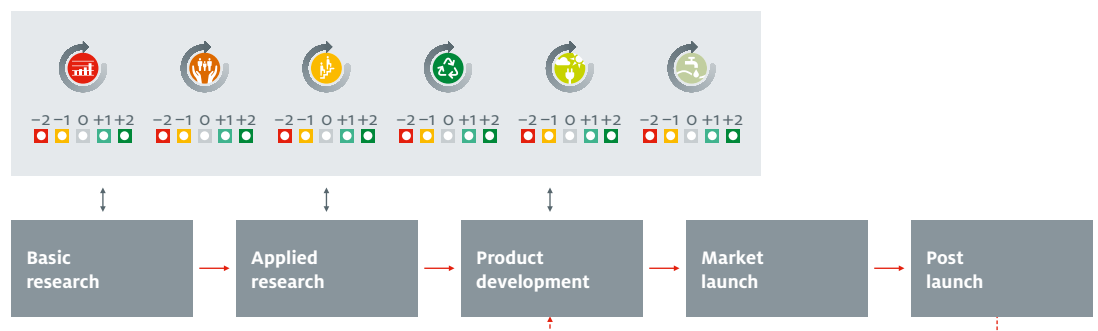 −2 −1 0 +1 +2 −2 −1 0 +1 +2 −2 −1 0 +1 +2 −2 −1 0 +1 +2 −2 −1 0 +1 +2 −2 −1 0 +1 +2
Basic
research
Applied
research
Product
development
Market
launch
Post
launch